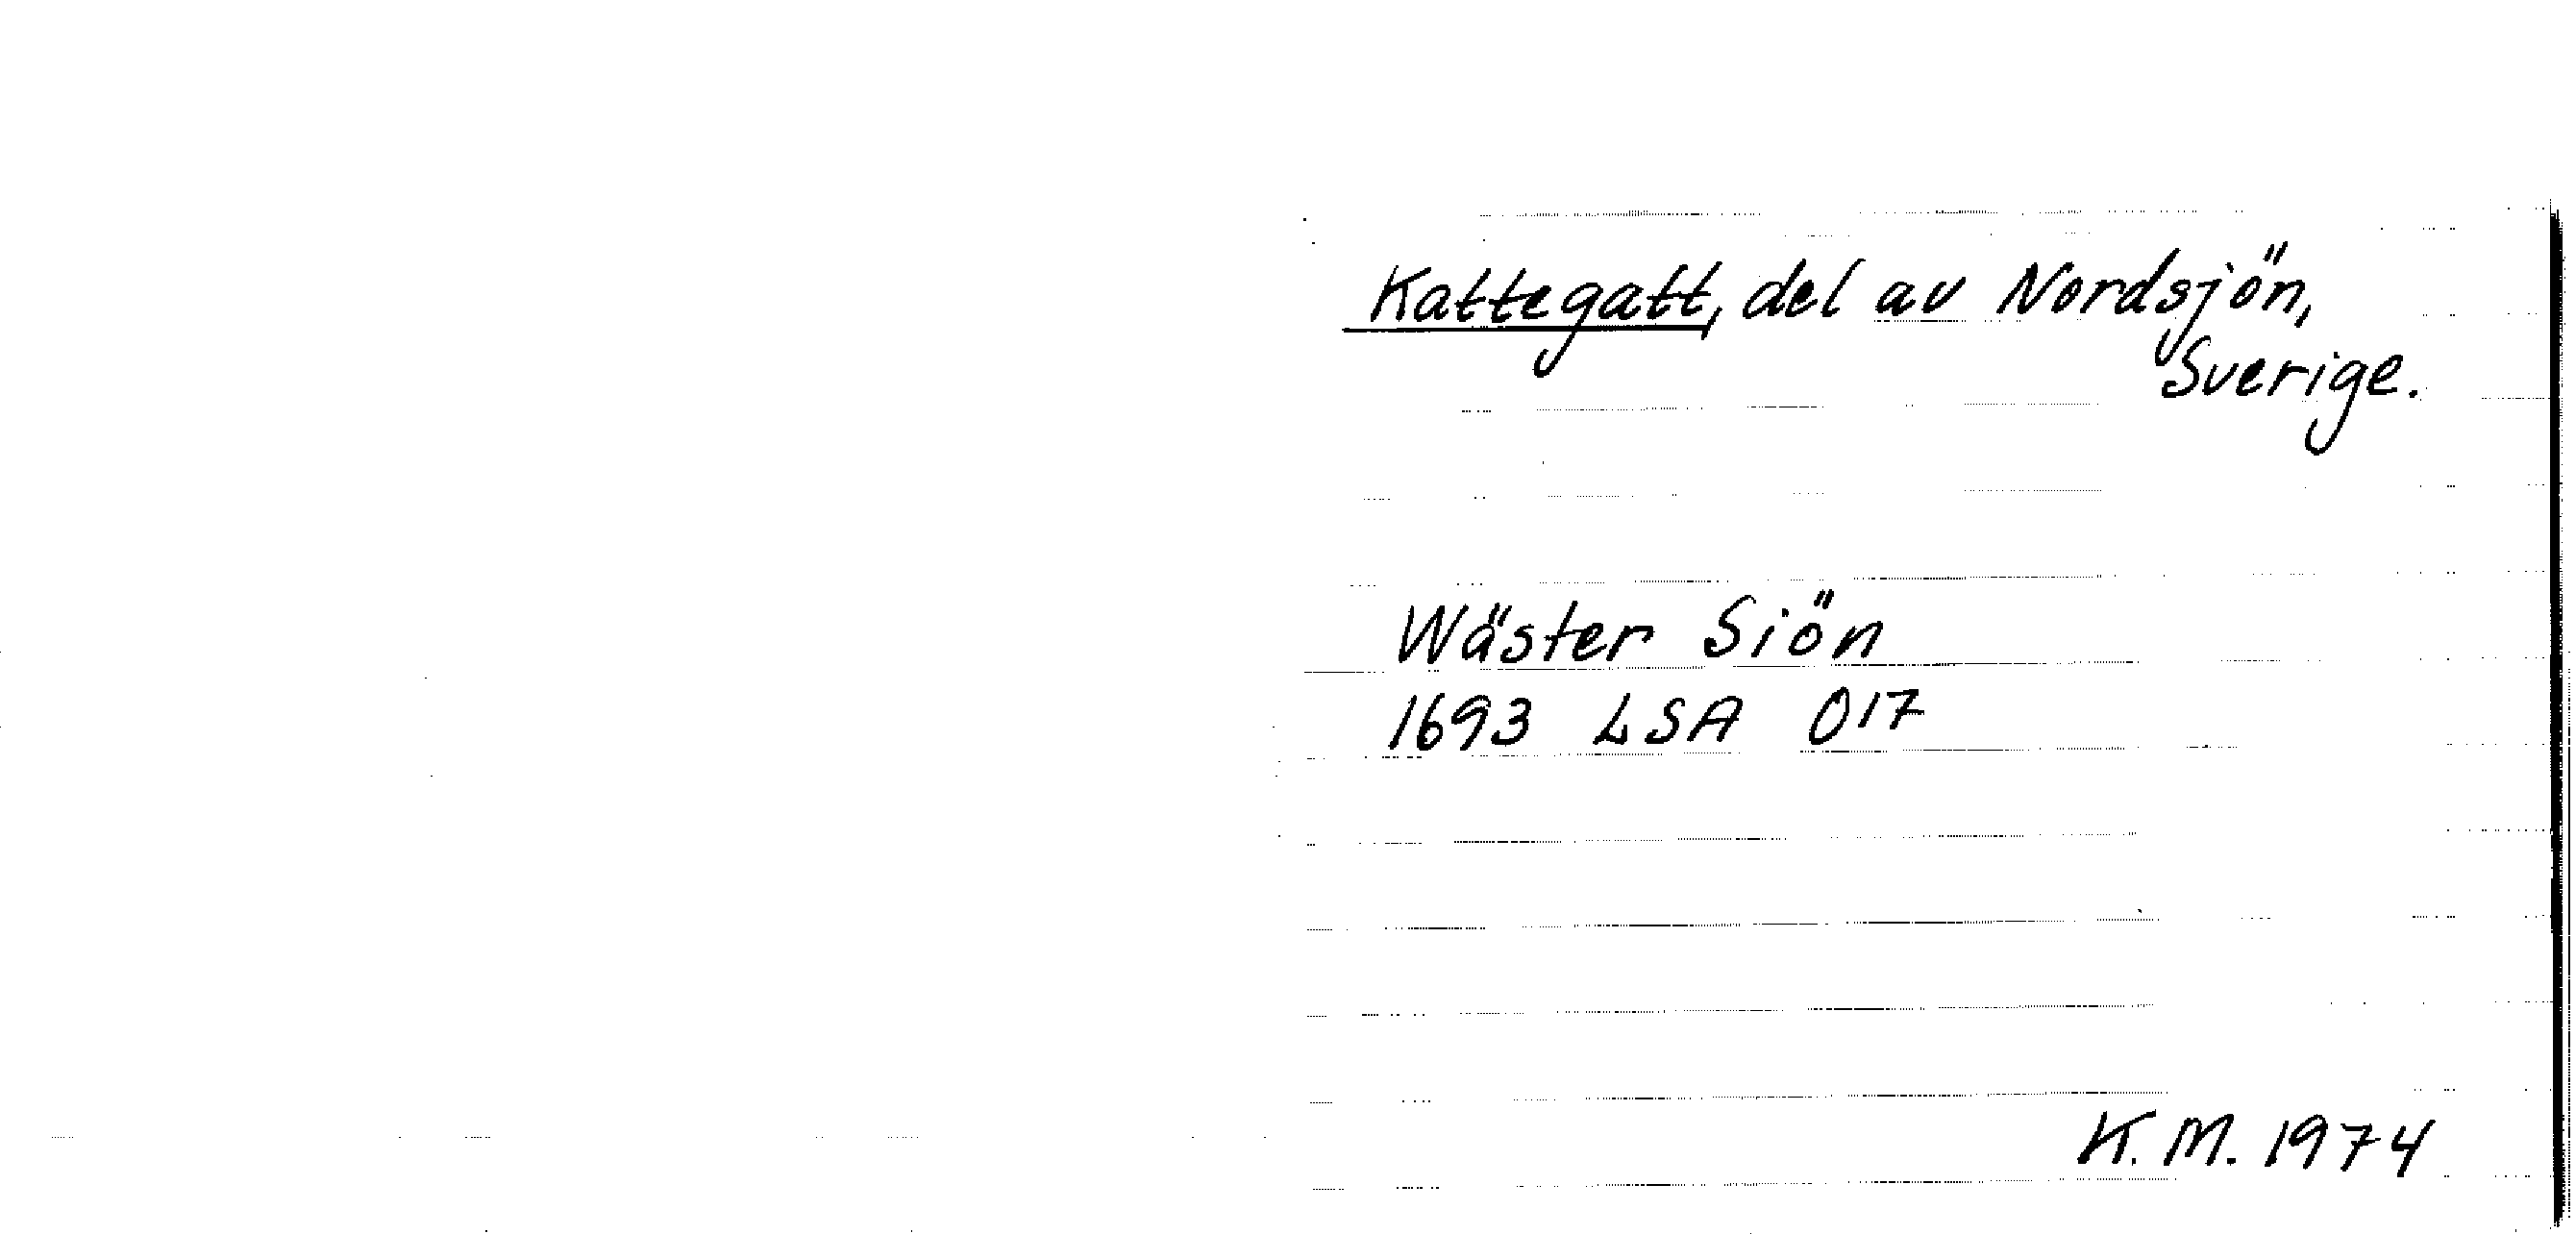 Kattegatt, del av Nordsjön,
Sverige.
Wäster Siön
1693 LSA 017
K. M. 1974